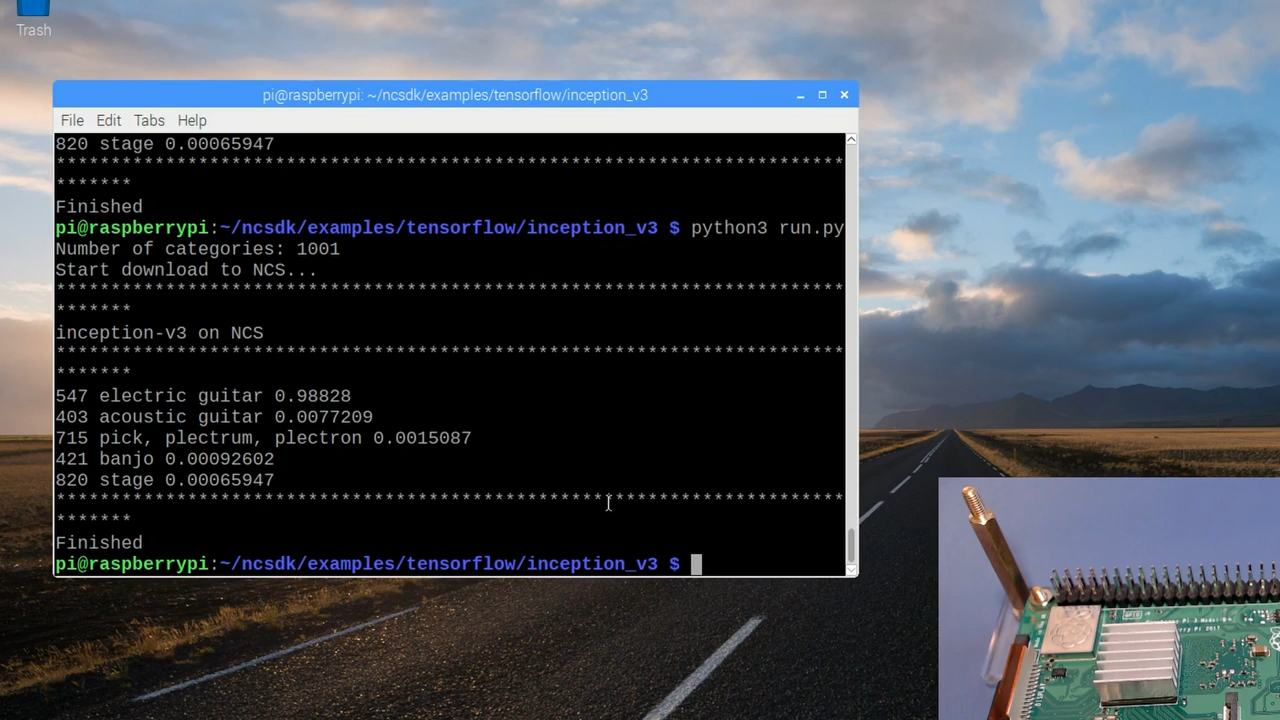 Trash
pi@raspberrypi: ~/ncsdk/examples/tensorflow/inception_v3
File Edit Tabs Help
820 stage 0.00065947
************************************************************************
*******
Finished
pi@raspberrypi:~/ncsdk/examples/tensorflow/inception_v3 $ python3 run.py
Number of categories: 1001
Start download to NCS...
************************************************************************
*******
inception-v3 on NCS
************************************************************************
*******
547 electric guitar 0.98828
403 acoustic guitar 0.0077209
715 pick, plectrum, plectron 0.0015087
421 banjo 0.00092602
820 stage 0.00065947
************************************************************************
*******
Finished
pi@raspberrypi:~/ncsdk/examples/tensorflow/inception_v3 $
GPIO